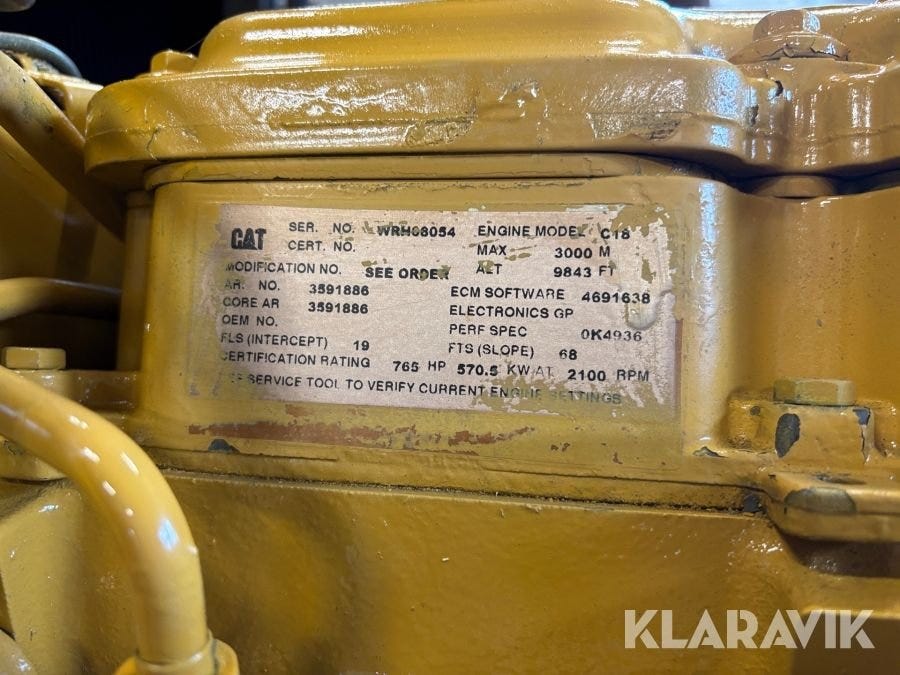 CAT SER. NO. WRH08054 ENGINE MODEL C18
CERT. NO. MAX 3000 M
MODIFICATION NO. SEE ORDER ALT 9843 FT
AR. NO. 3591886 ECM SOFTWARE 4691638
CORE AR 3591886 ELECTRONICS GP
OEM NO. PERF SPEC 0K4936
FLS (INTERCEPT) 19 FTS (SLOPE) 68
CERTIFICATION RATING 765 HP 570.5 KW AT 2100 RPM
SERVICE TOOL TO VERIFY CURRENT ENGINE SETTINGS
KLARAVIK